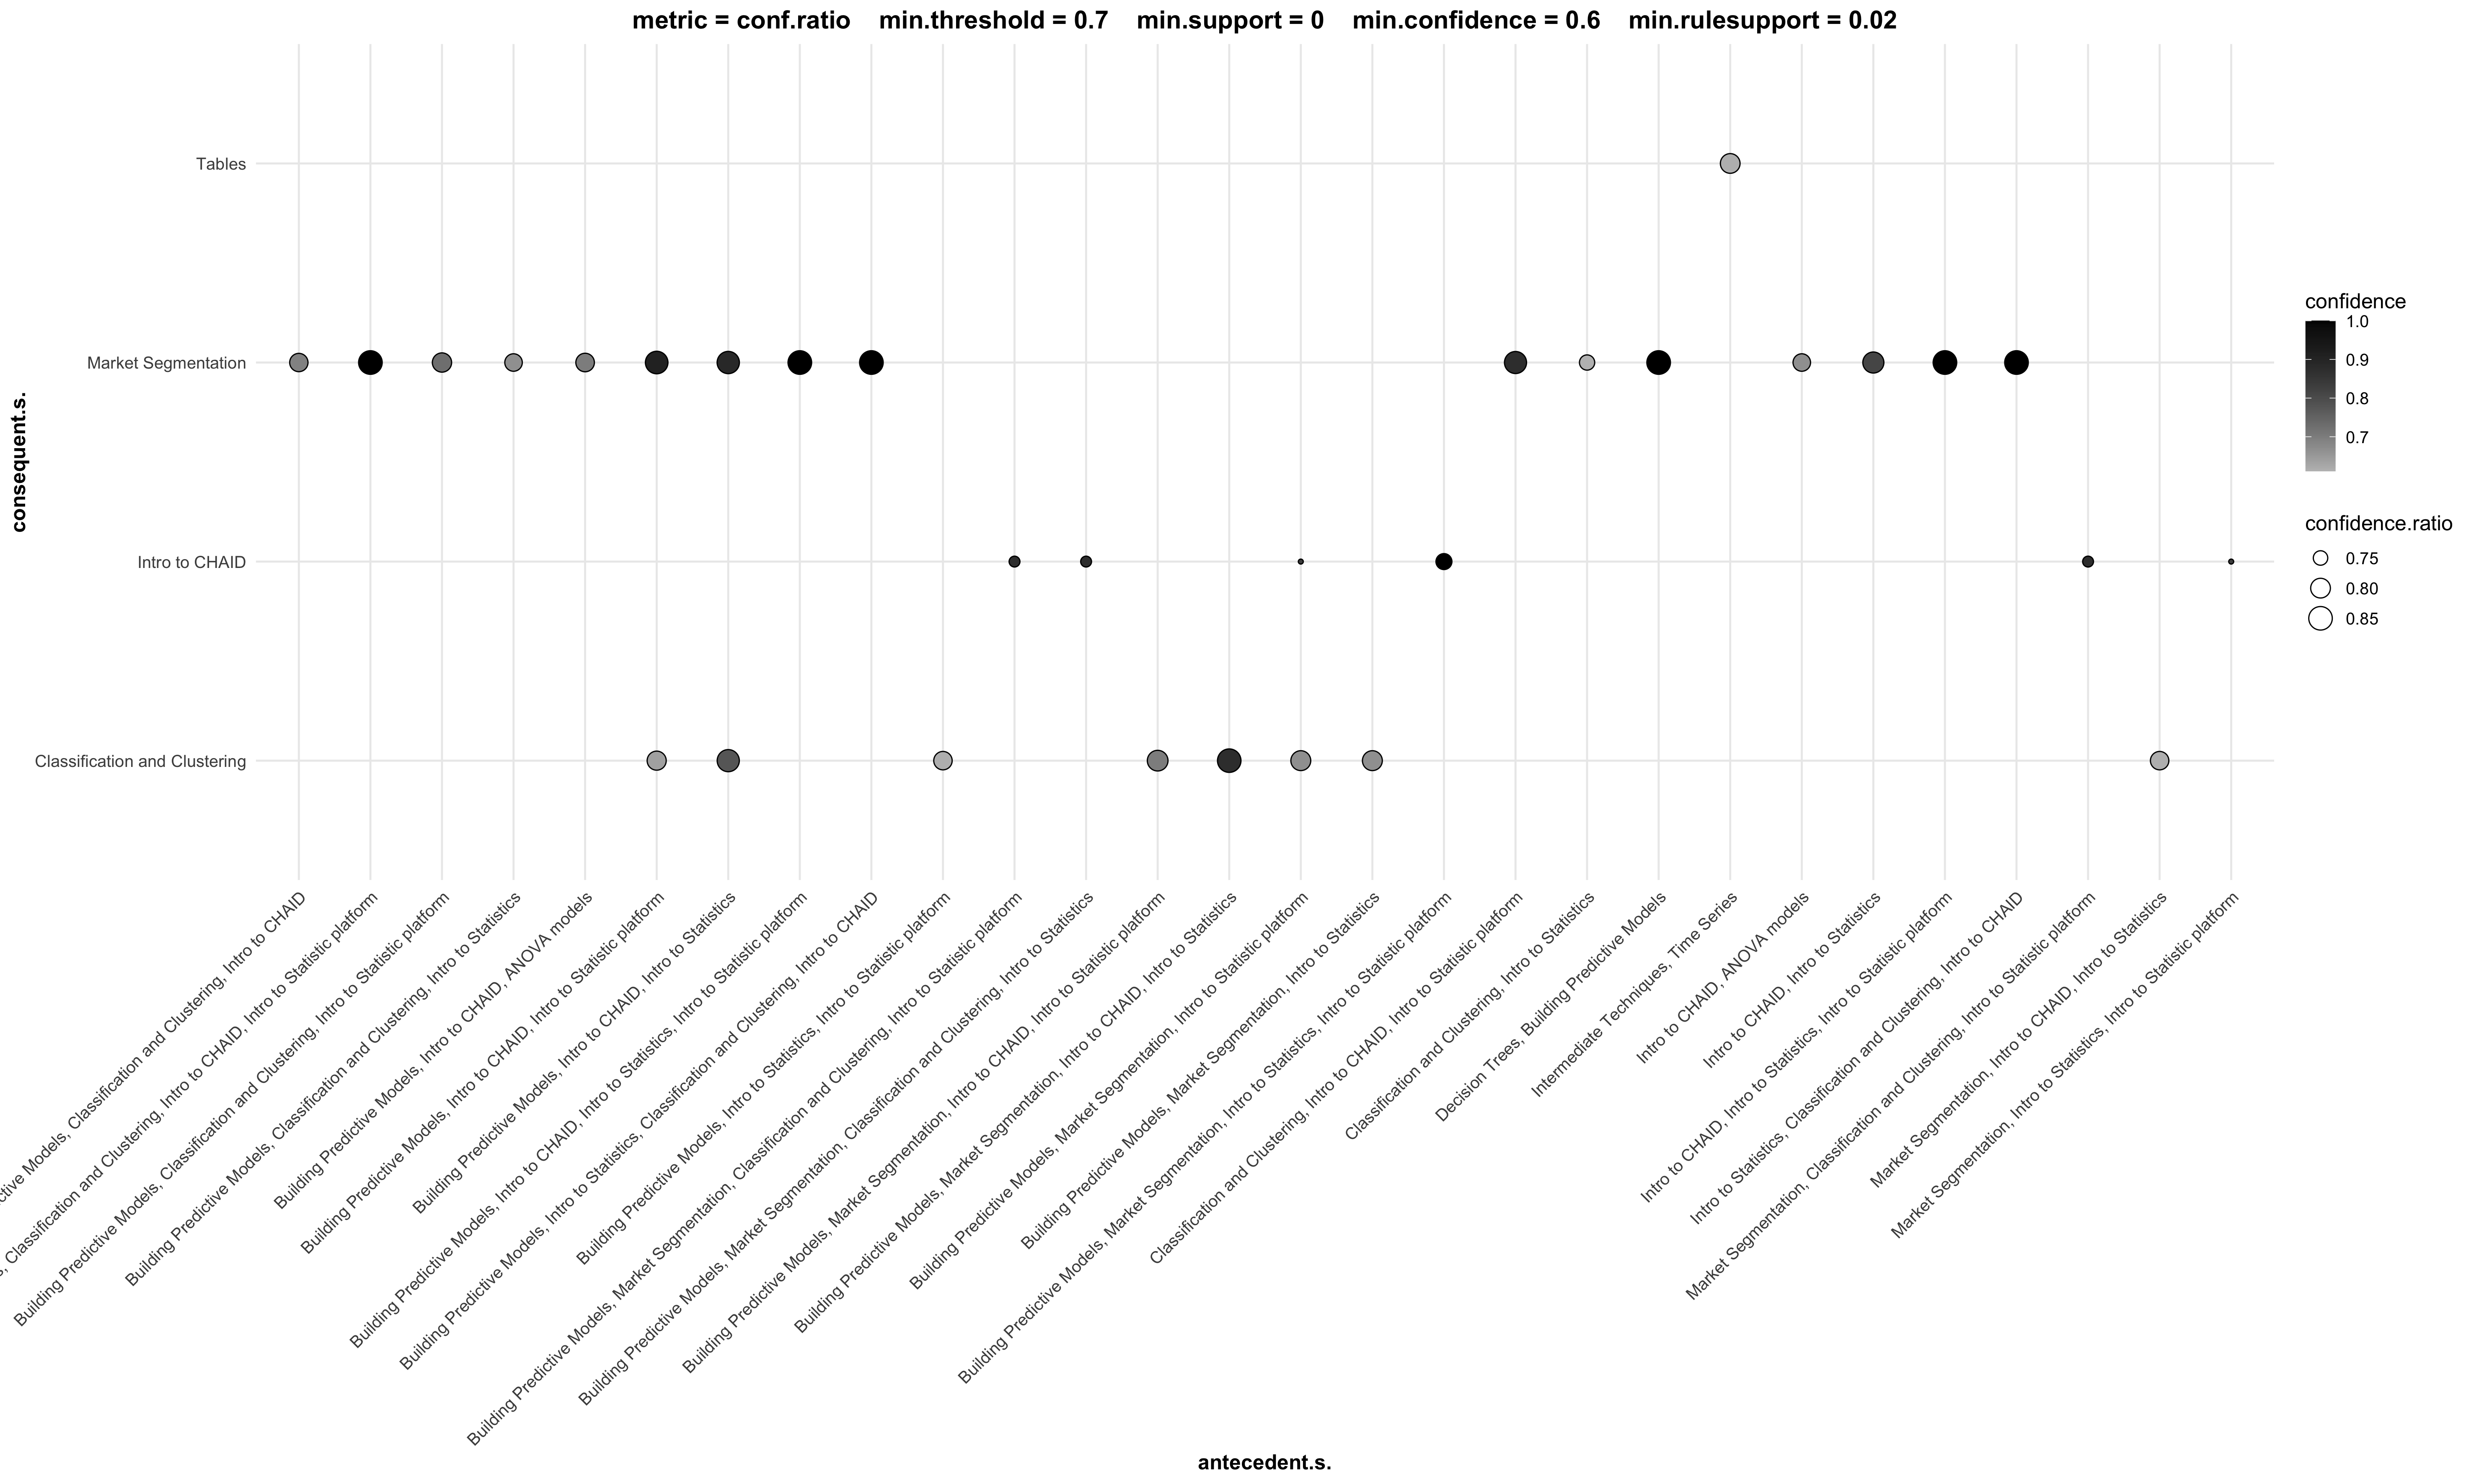 metric = conf.ratio    min.threshold = 0.7    min.support = 0    min.confidence = 0.6    min.rulesupport = 0.02
consequent.s.
Tables
Market Segmentation
Intro to CHAID
Classification and Clustering
confidence
1.0
0.9
0.8
0.7
confidence.ratio
0.75
0.80
0.85
Models, Classification and Clustering, Intro to CHAID
Classification and Clustering, Intro to CHAID, Intro to Statistic platform
Building Predictive Models, Classification and Clustering, Intro to Statistic platform
Building Predictive Models, Classification and Clustering, Intro to Statistics
Building Predictive Models, Intro to CHAID, ANOVA models
Building Predictive Models, Intro to CHAID, Intro to Statistic platform
Building Predictive Models, Intro to CHAID, Intro to Statistics
Building Predictive Models, Intro to CHAID, Intro to Statistics, Intro to Statistic platform
Building Predictive Models, Intro to Statistics, Classification and Clustering, Intro to CHAID
Building Predictive Models, Intro to Statistics, Intro to Statistic platform
Building Predictive Models, Market Segmentation, Classification and Clustering, Intro to Statistic platform
Building Predictive Models, Market Segmentation, Classification and Clustering, Intro to Statistics
Building Predictive Models, Market Segmentation, Intro to CHAID, Intro to Statistic platform
Building Predictive Models, Market Segmentation, Intro to CHAID, Intro to Statistics
Building Predictive Models, Market Segmentation, Intro to Statistic platform
Building Predictive Models, Market Segmentation, Intro to Statistics
Building Predictive Models, Market Segmentation, Intro to Statistics, Intro to Statistic platform
Classification and Clustering, Intro to CHAID, Intro to Statistic platform
Classification and Clustering, Intro to Statistics
Decision Trees, Building Predictive Models
Intermediate Techniques, Time Series
Intro to CHAID, ANOVA models
Intro to CHAID, Intro to Statistics
Intro to CHAID, Intro to Statistics, Intro to Statistic platform
Intro to Statistics, Classification and Clustering, Intro to CHAID
Market Segmentation, Classification and Clustering, Intro to Statistic platform
Market Segmentation, Intro to CHAID, Intro to Statistics
Market Segmentation, Intro to Statistics, Intro to Statistic platform
antecedent.s.